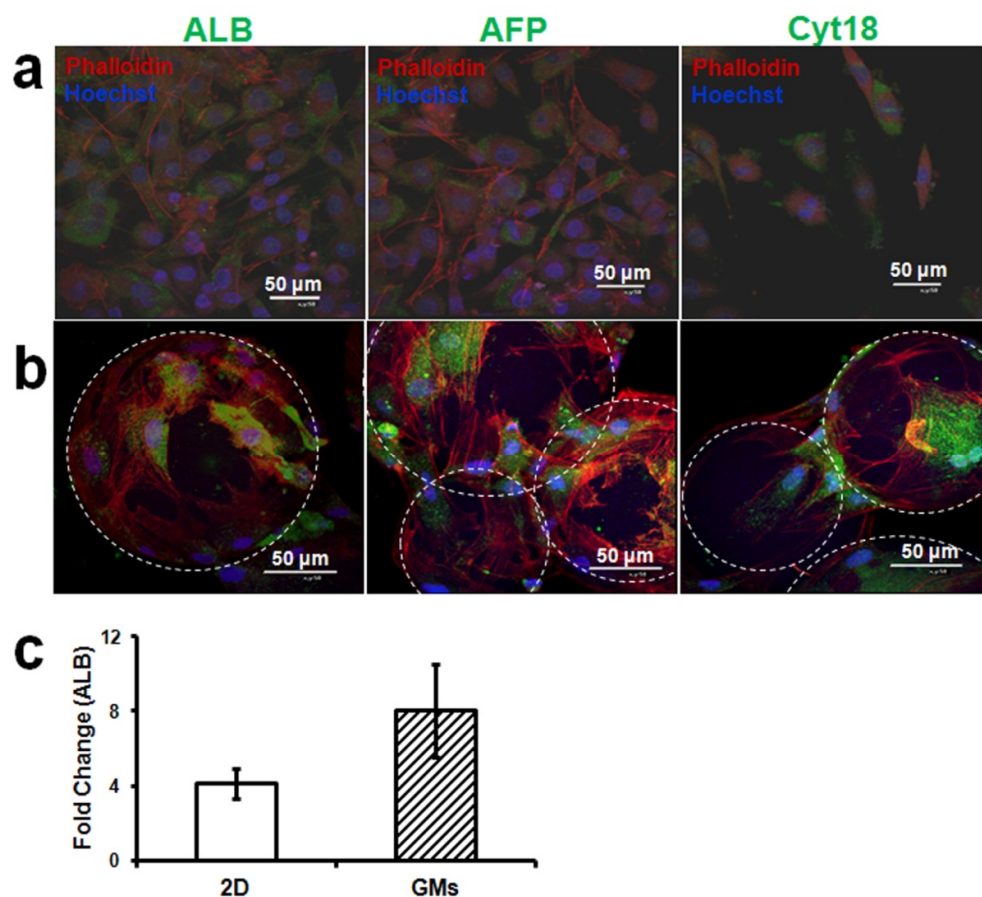 ALB AFP Cyt18
a
Phalloidin Phalloidin Phalloidin
Hoechst Hoechst Hoechst
50 µm 50 µm 50 µm
b
50 µm 50 µm 50 µm
c
Fold Change (ALB)
12
8
4
0
2D GMs